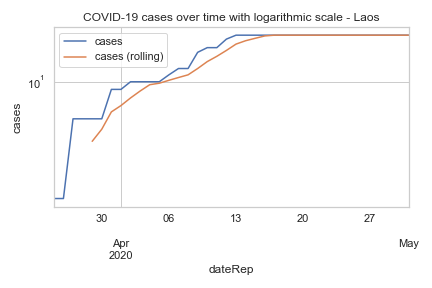 COVID-19 cases over time with logarithmic scale - Laos
cases
cases (rolling)
10¹
cases
30 06 13 20 27
Apr May
2020
dateRep